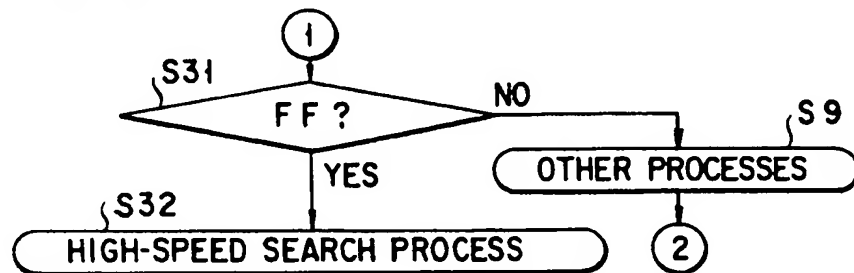 1
S31
FF?
NO
S9
OTHER PROCESSES
YES
S32
HIGH-SPEED SEARCH PROCESS
2